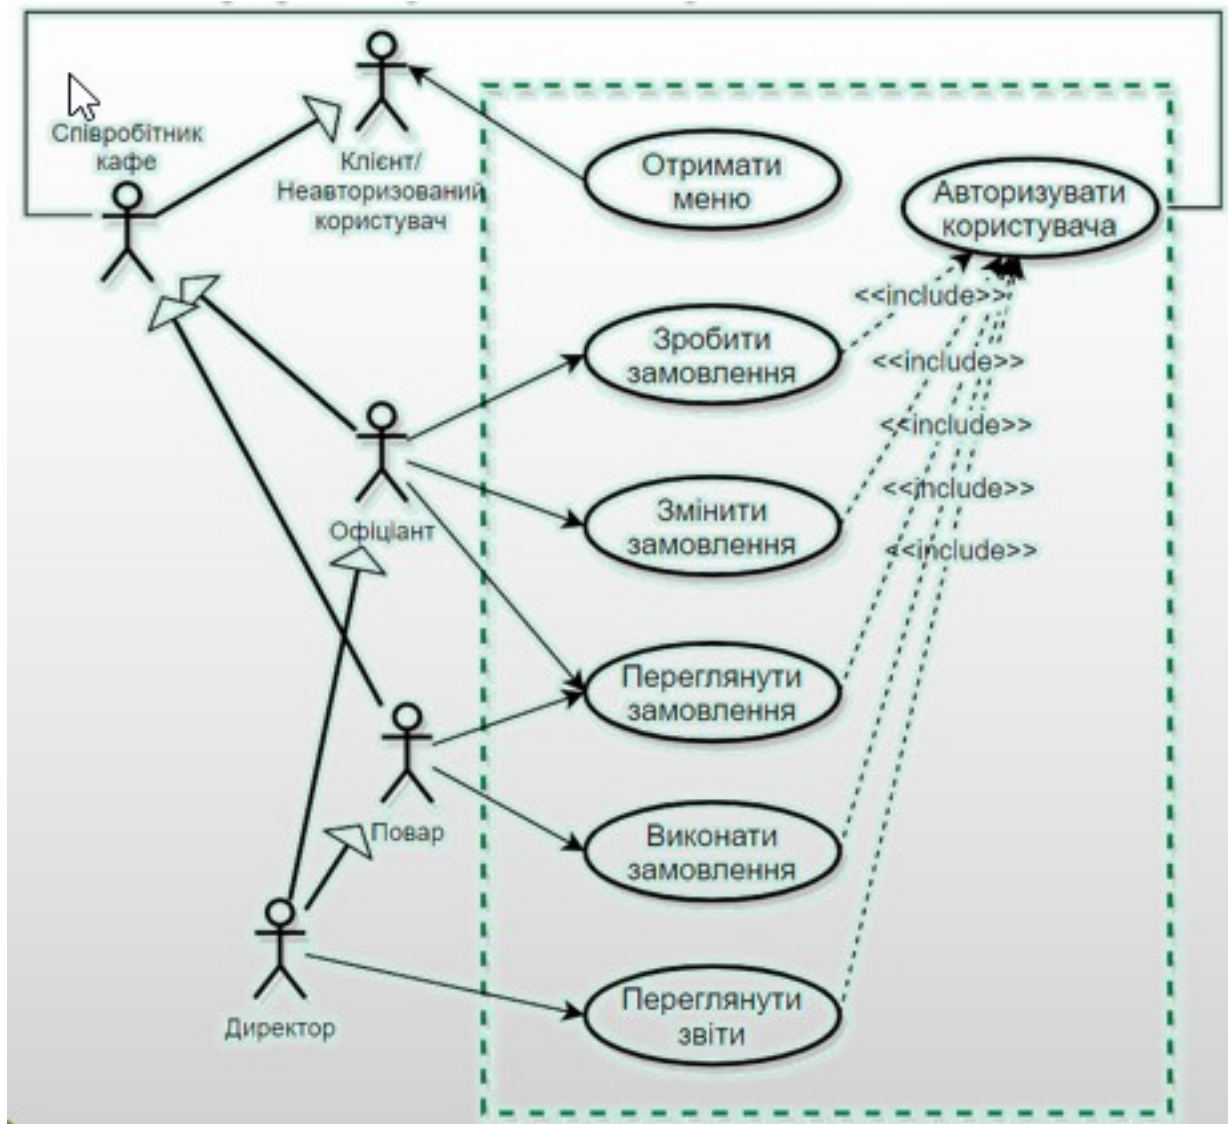 Співробітник
кафе
Клієнт/
Неавторизований
користувач
Отримати
меню
Авторизувати
користувача
<<include>>
Зробити
замовлення
<<include>>
<<include>>
Офіціант
Змінити
замовлення
<<include>>
<<include>>
Переглянути
замовлення
Повар
Виконати
замовлення
Директор
Переглянути
звіти